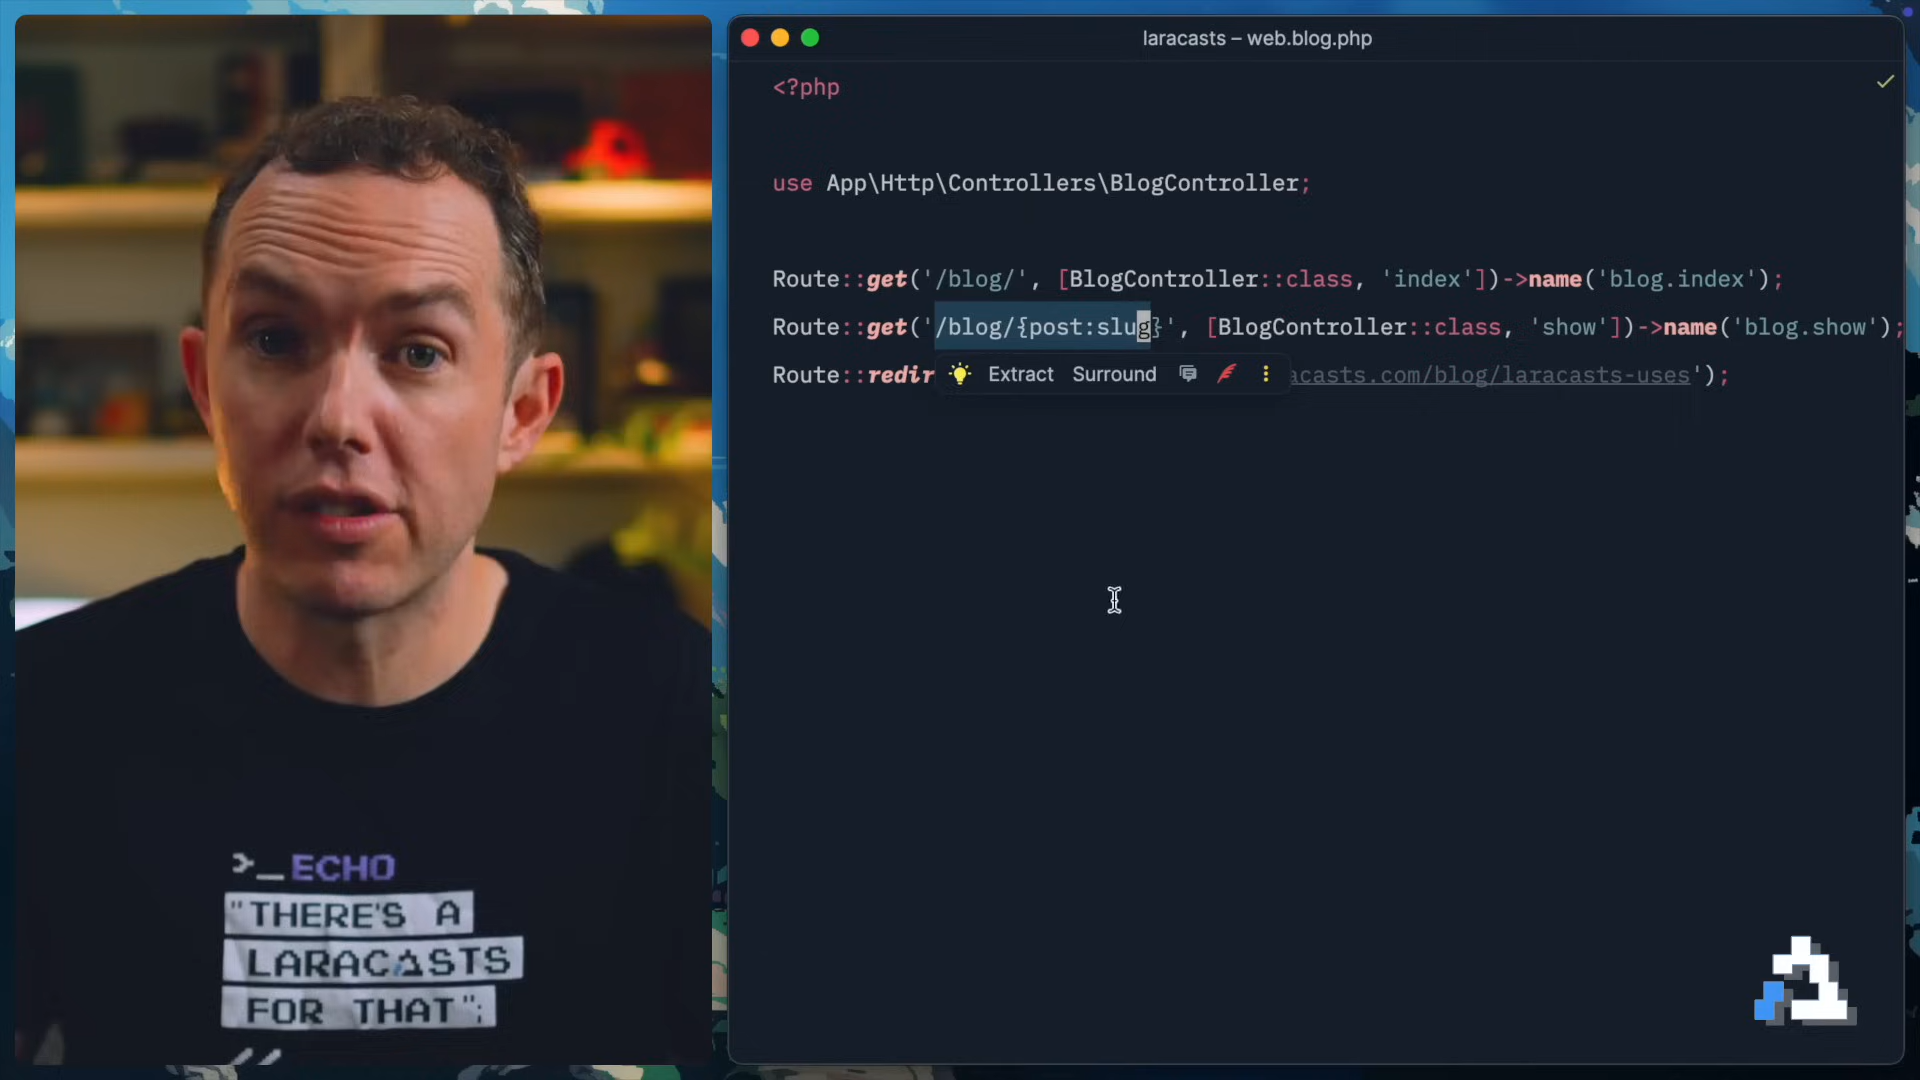 >_ECHO
"THERE'S A
LARACASTS
FOR THAT";
//
laracasts – web.blog.php
<?php
use App\Http\Controllers\BlogController;
Route::get('/blog/', [BlogController::class, 'index'])->name('blog.index');
Route::get('/blog/{post:slug}', [BlogController::class, 'show'])->name('blog.show');
Route::redir
Extract Surround
acasts.com/blog/laracasts-uses');